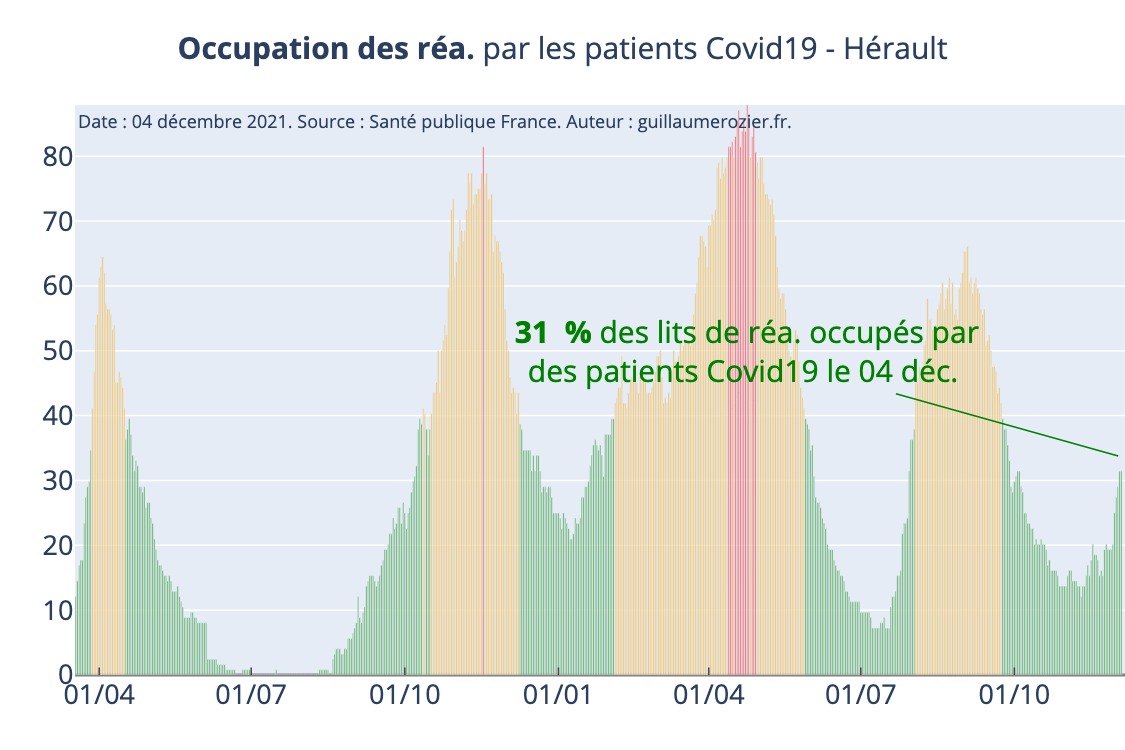 Occupation des réa. par les patients Covid19 - Hérault
Date : 04 décembre 2021. Source : Santé publique France. Auteur : guillaumerozier.fr.
80
70
60
31 % des lits de réa. occupés par
50
des patients Covid19 le 04 déc.
40
30
20
10
0
01/04 01/07 01/10 01/01 01/04 01/07 01/10